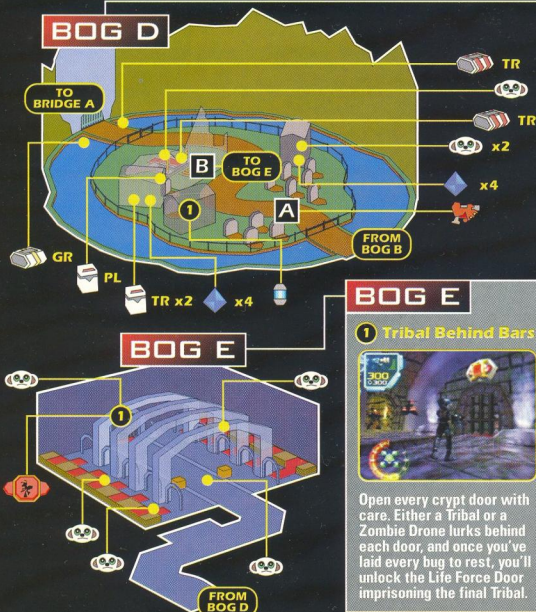 BOG D
TO
BRIDGE A
TR
TR
x2
B
TO
BOG E
x4
1
A
FROM
BOG B
GR
PL
TR x2
x4
BOG E
1
FROM
BOG D
BOG E
1 Tribal Behind Bars
300
300
Open every crypt door with
care. Either a Tribal or a
Zombie Drone lurks behind
each door, and once you've
laid every bug to rest, you'll
unlock the Life Force Door
imprisoning the final Tribal.